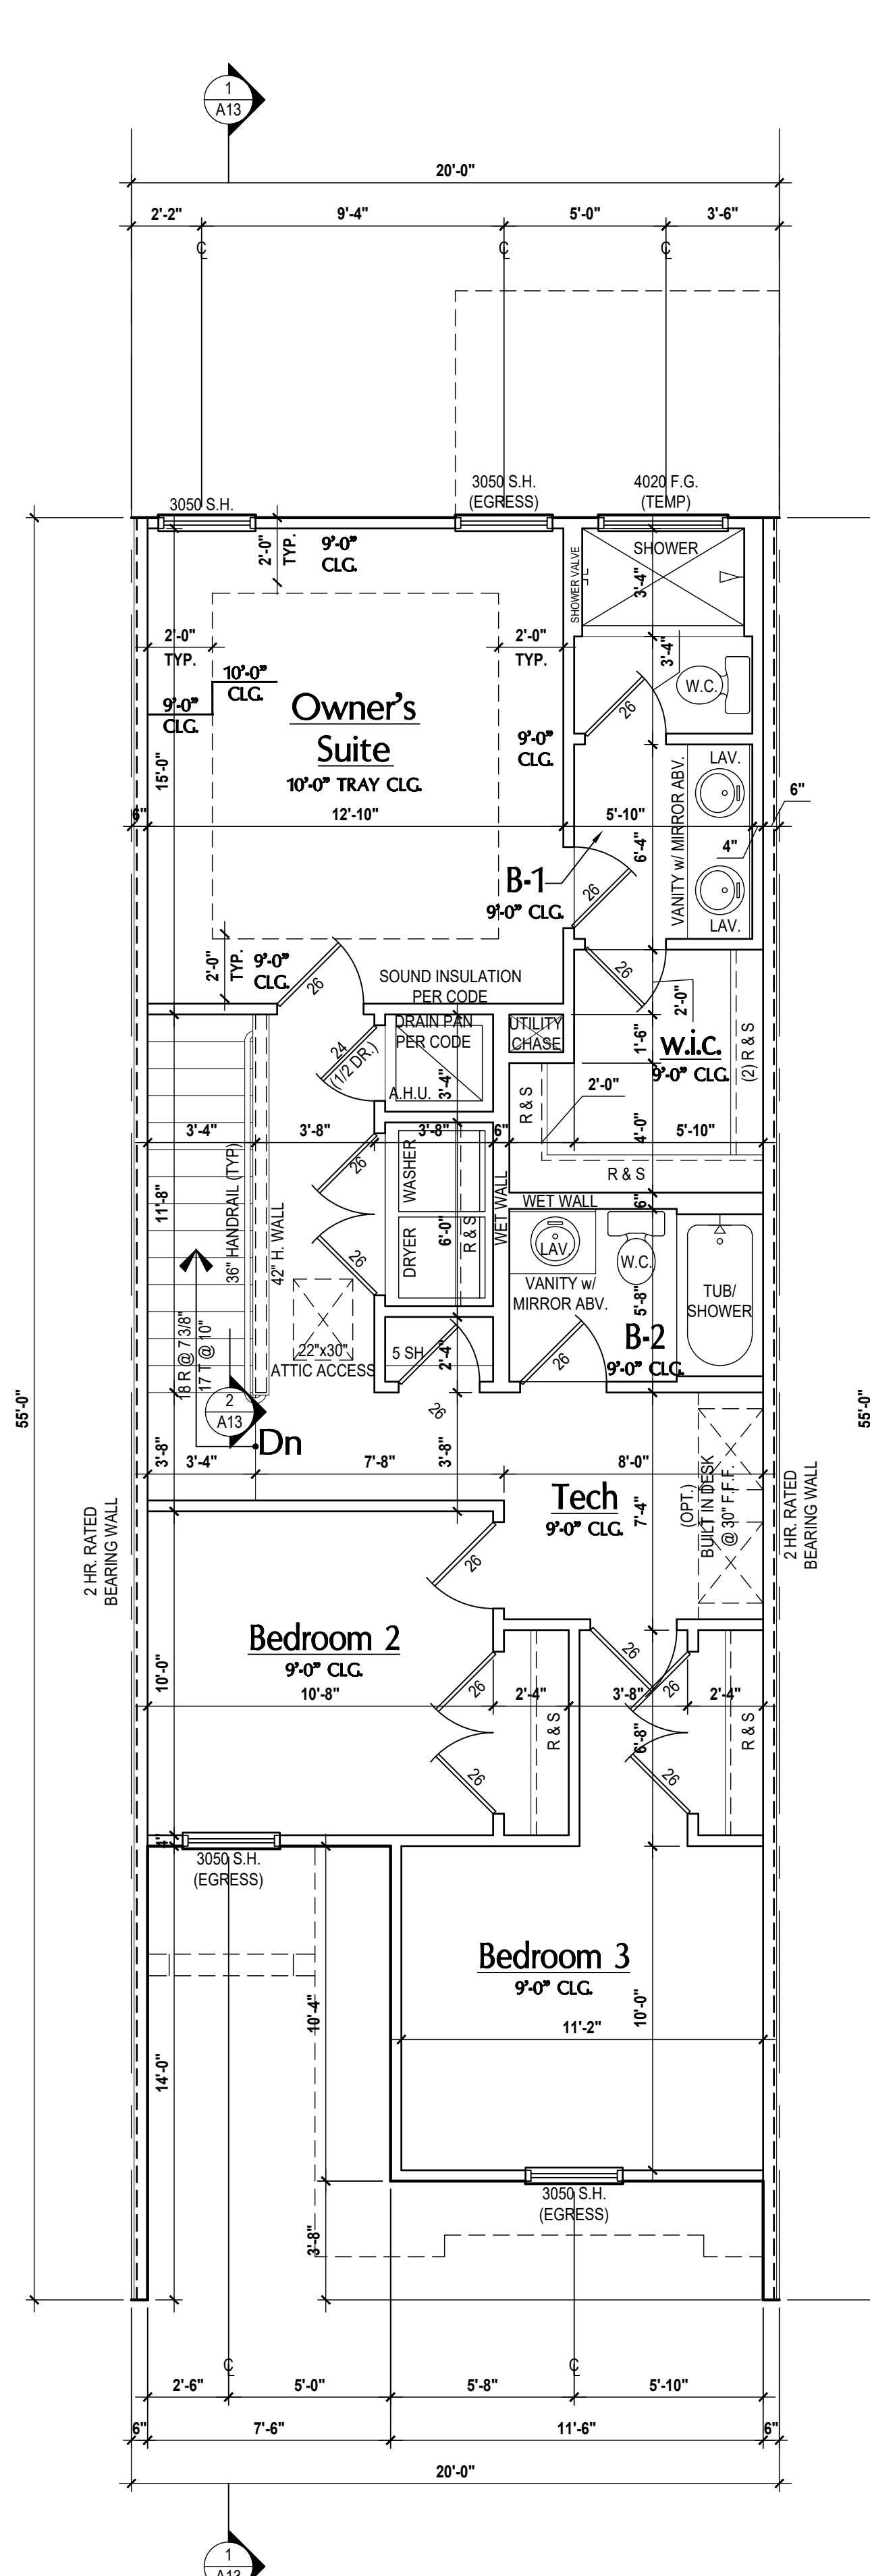 1
A13
20'-0"
2'-2"
9'-4"
5'-0"
3'-6"
℄
℄
℄
3050 S.H.
3050 S.H.
(EGRESS)
4020 F.G.
(TEMP)
2'-0"
TYP.
9'-0"
CLG.
SHOWER VALVE
SHOWER
3'-4"
2'-0"
TYP.
2'-0"
TYP.
3'-4"
W.C.
10'-0"
CLG.
9'-0"
CLG.
26
Owner's
Suite
10'-0" TRAY CLG.
9'-0"
CLG.
15'-0"
LAV.
VANITY w/ MIRROR ABV.
6"
6"
12'-10"
5'-10"
6'-4"
4"
B-1
9'-0" CLG.
26
LAV.
2'-0"
TYP.
9'-0"
CLG.
26
SOUND INSULATION
PER CODE
26
2'-0"
DRAIN PAN
PER CODE
UTILITY
CHASE
24
(1/2 DR.)
1'-6"
W.I.C.
9'-0" CLG.
(2) R & S
A.H.U.
3'-4"
R & S
2'-0"
3'-4"
3'-8"
3'-8"
6"
4'-0"
5'-10"
36" HANDRAIL (TYP)
26
WASHER
R & S
11'-8"
42" H. WALL
WET WALL
WET WALL
6"
DRYER
6'-0"
R & S
LAV.
W.C.
26
VANITY w/
MIRROR ABV.
5'-8"
TUB/
SHOWER
18 R @ 7 3/8"
17 T @ 10"
22"x30"
ATTIC ACCESS
5 SH
2'-4"
26
B-2
9'-0" CLG.
26
2
A13
Dn
55'-0"
55'-0"
3'-8"
3'-4"
7'-8"
3'-8"
8'-0"
2 HR. RATED
BEARING WALL
Tech
9'-0" CLG.
7'-4"
(OPT.)
BUILT IN DESK
@ 30" F.F.F.
2 HR. RATED
BEARING WALL
26
Bedroom 2
9'-0" CLG.
26
10'-0"
10'-8"
26
2'-4"
3'-8"
26
2'-4"
R & S
6'-8"
R & S
26
26
4"
3050 S.H.
(EGRESS)
Bedroom 3
9'-0" CLG.
10'-4"
10'-0"
11'-2"
14'-0"
3050 S.H.
(EGRESS)
3'-8"
℄
℄
2'-6"
5'-0"
5'-8"
5'-10"
6"
7'-6"
11'-6"
6"
20'-0"
1
A13